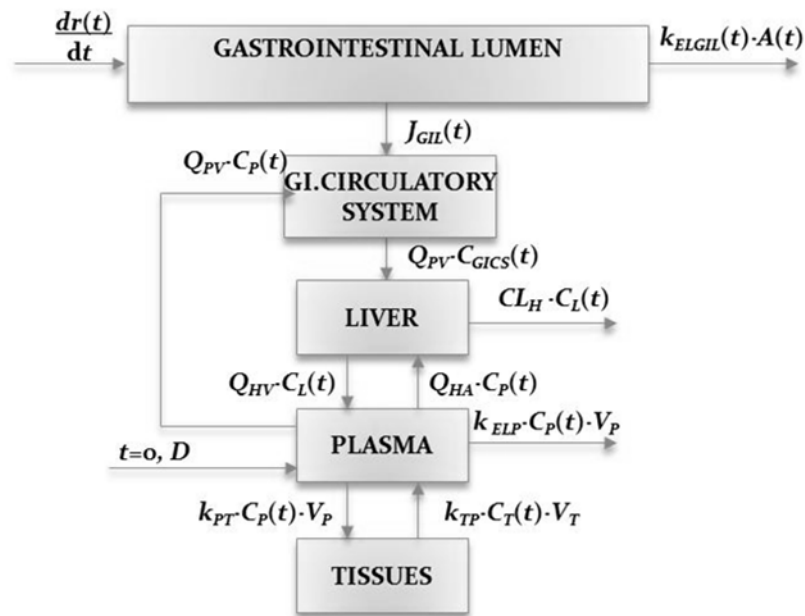 dr(t)
dt
GASTROINTESTINAL LUMEN
k_ELGIL(t)·A(t)
J_GIL(t)
Q_PV·C_P(t)
GI.CIRCULATORY
SYSTEM
Q_PV·C_GICS(t)
LIVER
CL_H·C_L(t)
Q_HV·C_L(t)
Q_HA·C_P(t)
PLASMA
k_ELP·C_P(t)·V_P
t=0, D
k_PT·C_P(t)·V_P
k_TP·C_T(t)·V_T
TISSUES